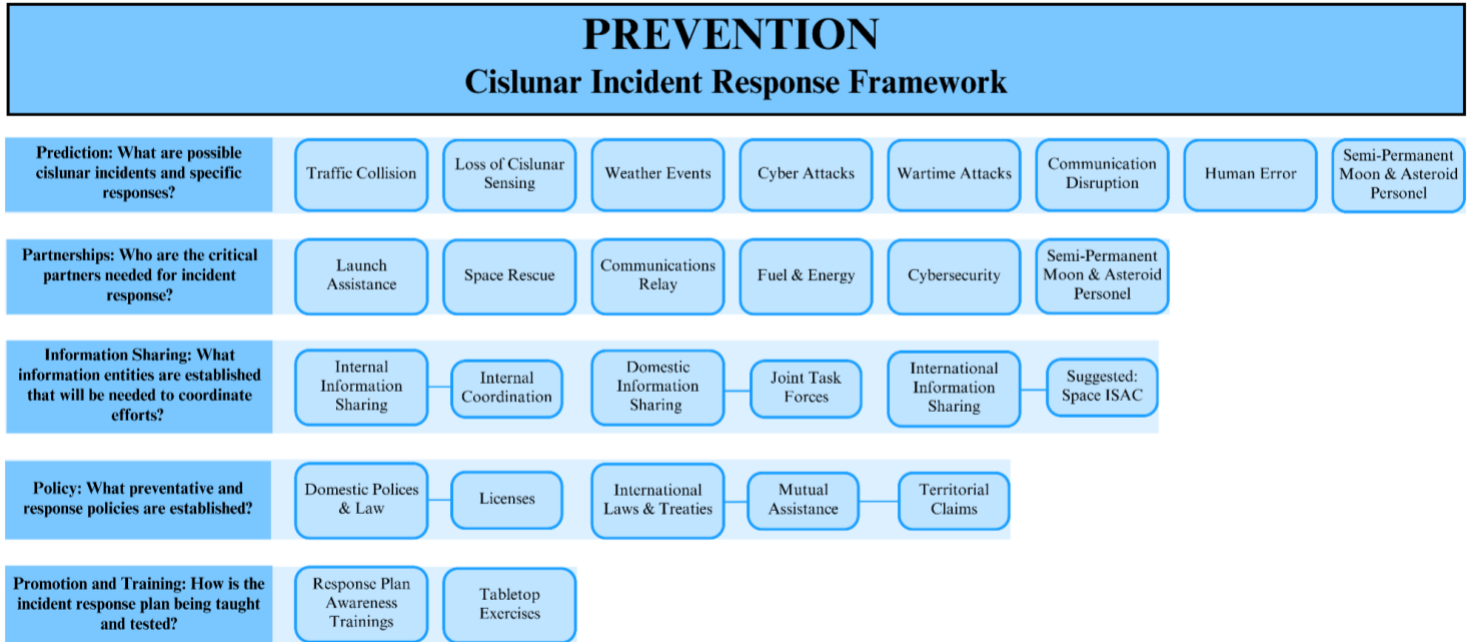 PREVENTION
Cislunar Incident Response Framework
Prediction: What are possible
cislunar incidents and specific
responses?
Traffic Collision
Loss of Cislunar
Sensing
Weather Events
Cyber Attacks
Wartime Attacks
Communication
Disruption
Human Error
Semi-Permanent
Moon & Asteroid
Personel
Partnerships: Who are the critical
partners needed for incident
response?
Launch
Assistance
Space Rescue
Communications
Relay
Fuel & Energy
Cybersecurity
Semi-Permanent
Moon & Asteroid
Personel
Information Sharing: What
information entities are established
that will be needed to coordinate
efforts?
Internal
Information
Sharing
Internal
Coordination
Domestic
Information
Sharing
Joint Task
Forces
International
Information
Sharing
Suggested:
Space ISAC
Policy: What preventative and
response policies are established?
Domestic Polices
& Law
Licenses
International
Laws & Treaties
Mutual
Assistance
Territorial
Claims
Promotion and Training: How is the
incident response plan being taught
and tested?
Response Plan
Awareness
Trainings
Tabletop
Exercises